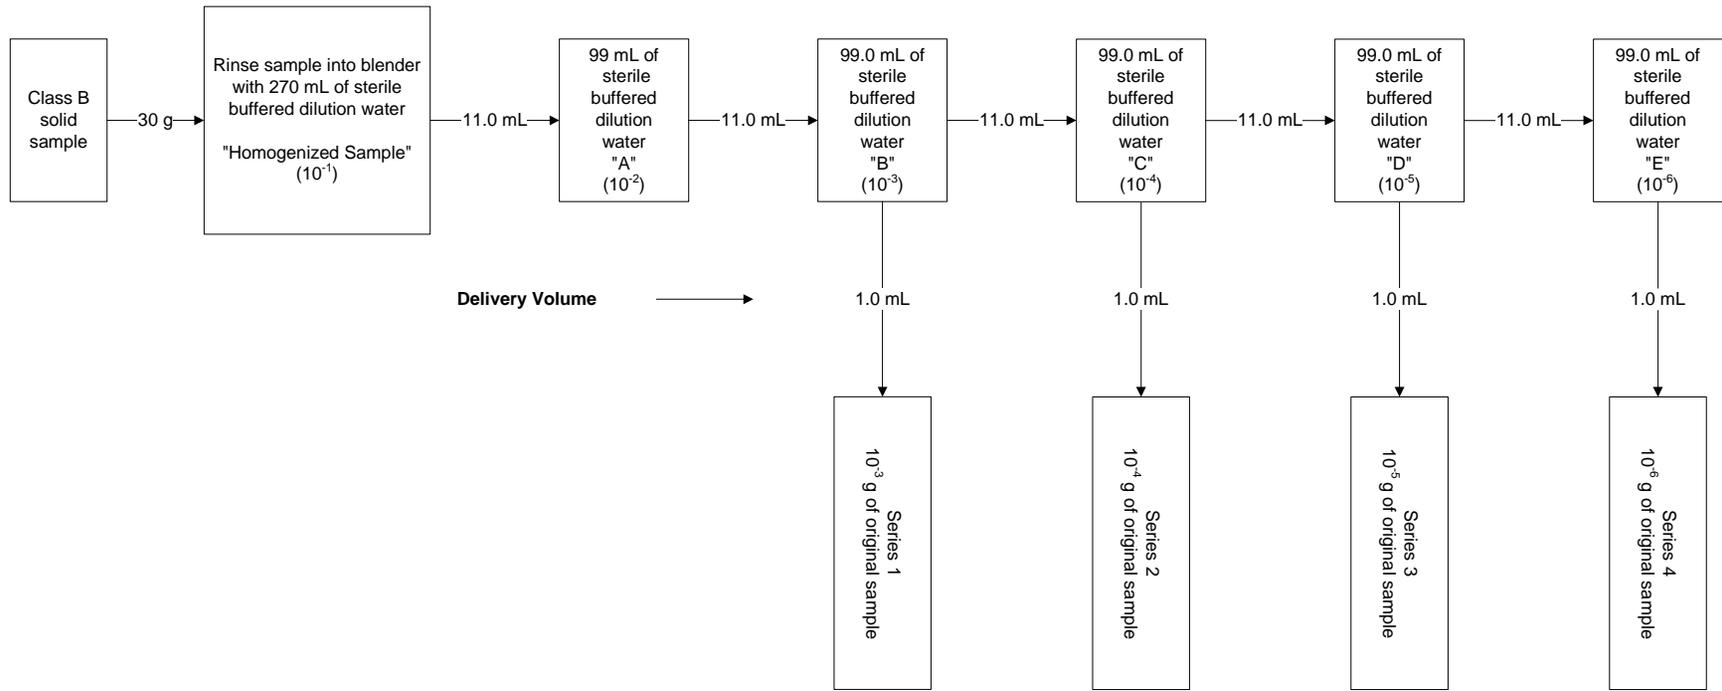 Class B
solid
sample
30 g
Rinse sample into blender
with 270 mL of sterile
buffered dilution water
"Homogenized Sample"
(10⁻¹)
11.0 mL
99 mL of
sterile
buffered
dilution
water
"A"
(10⁻²)
11.0 mL
99.0 mL of
sterile
buffered
dilution
water
"B"
(10⁻³)
11.0 mL
99.0 mL of
sterile
buffered
dilution
water
"C"
(10⁻⁴)
11.0 mL
99.0 mL of
sterile
buffered
dilution
water
"D"
(10⁻⁵)
11.0 mL
99.0 mL of
sterile
buffered
dilution
water
"E"
(10⁻⁶)
Delivery Volume
1.0 mL
1.0 mL
1.0 mL
1.0 mL
Series 1
10⁻³ g of original sample
Series 2
10⁻⁴ g of original sample
Series 3
10⁻⁵ g of original sample
Series 4
10⁻⁶ g of original sample